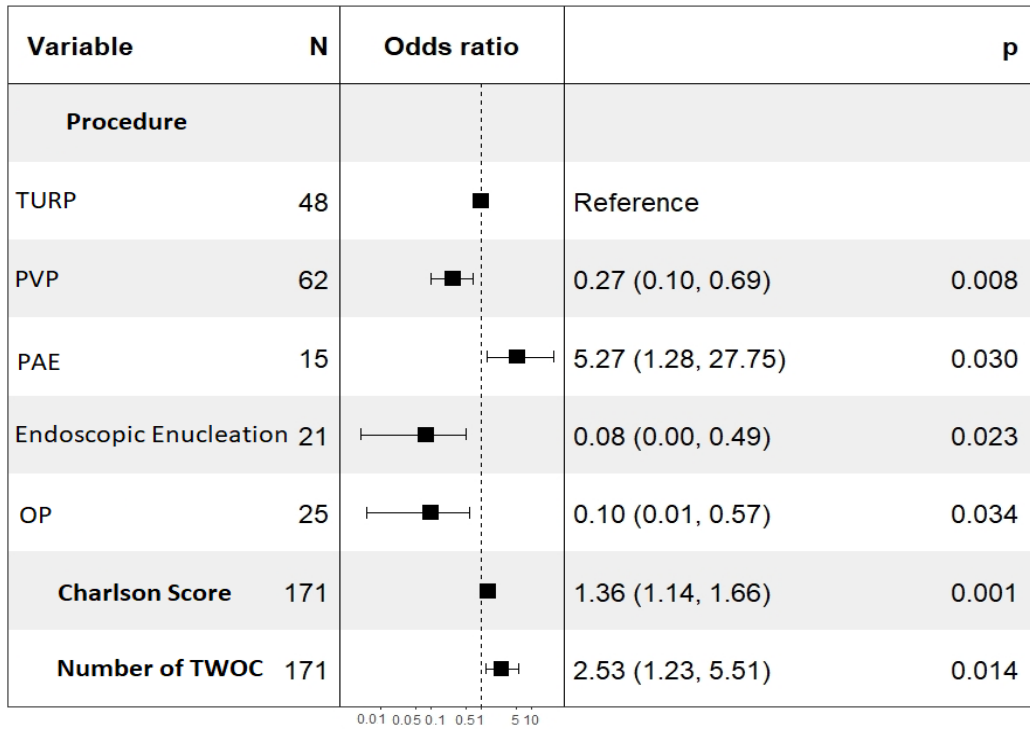 Variable N Odds ratio p
Procedure
TURP 48 Reference
PVP 62 0.27 (0.10, 0.69) 0.008
PAE 15 5.27 (1.28, 27.75) 0.030
Endoscopic Enucleation 21 0.08 (0.00, 0.49) 0.023
OP 25 0.10 (0.01, 0.57) 0.034
Charlson Score 171 1.36 (1.14, 1.66) 0.001
Number of TWOC 171 2.53 (1.23, 5.51) 0.014
0.01 0.05 0.1 0.5 1 5 10